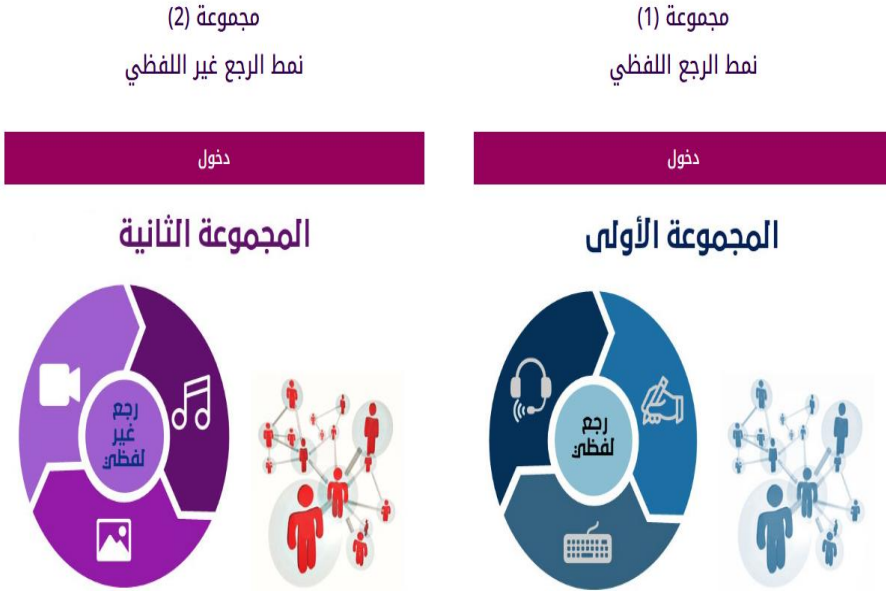 مجموعة (1)
نمط الرجع اللفظي
دخول
المجموعة الأولى
رجع
لفظي
مجموعة (2)
نمط الرجع غير اللفظي
دخول
المجموعة الثانية
رجع
غير
لفظي